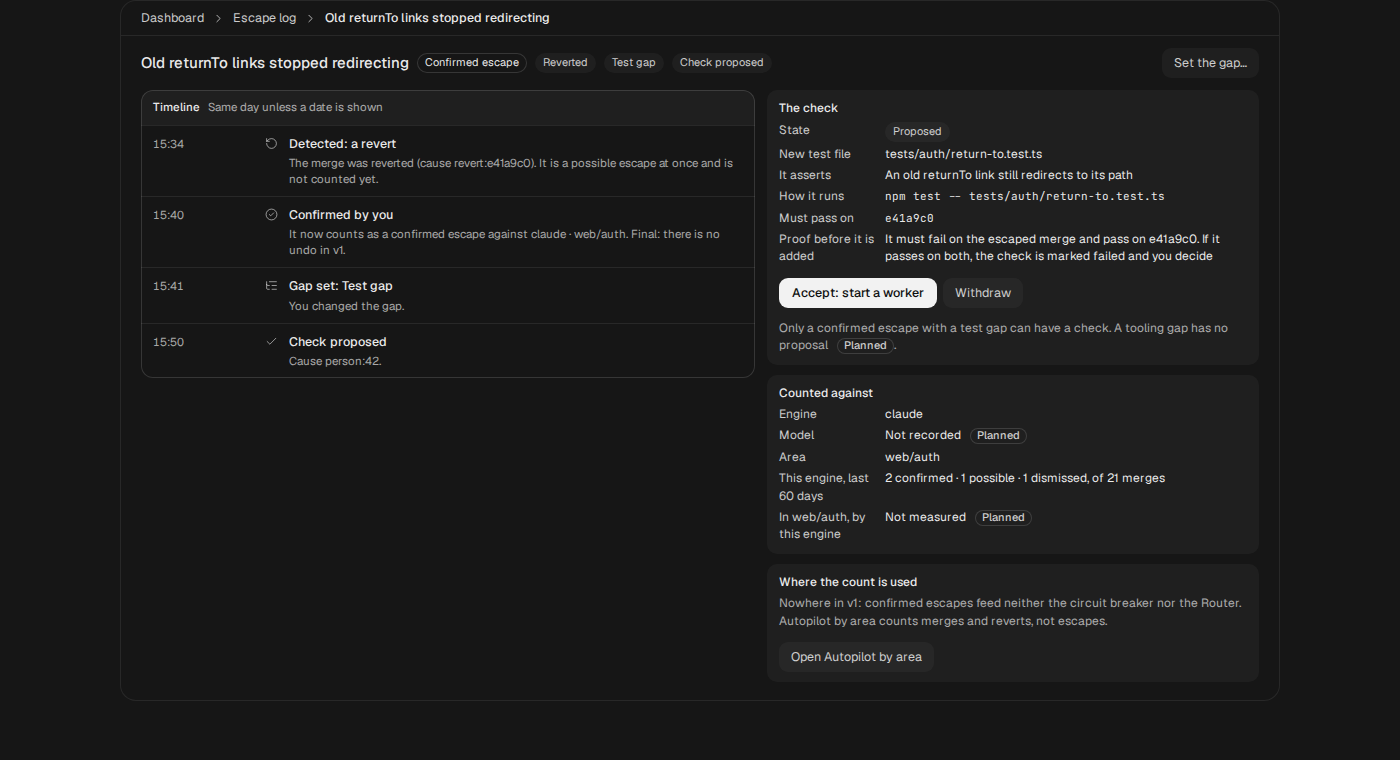 Dashboard > Escape log > Old returnTo links stopped redirecting
Old returnTo links stopped redirecting Confirmed escape Reverted Test gap Check proposed Set the gap…
Timeline Same day unless a date is shown
15:34 Detected: a revert
The merge was reverted (cause revert:e41a9c0). It is a possible escape at once and is
not counted yet.
15:40 Confirmed by you
It now counts as a confirmed escape against claude · web/auth. Final: there is no
undo in v1.
15:41 Gap set: Test gap
You changed the gap.
15:50 Check proposed
Cause person:42.
The check
State Proposed
New test file tests/auth/return-to.test.ts
It asserts An old returnTo link still redirects to its path
How it runs npm test -- tests/auth/return-to.test.ts
Must pass on e41a9c0
Proof before it is added It must fail on the escaped merge and pass on e41a9c0. If it
passes on both, the check is marked failed and you decide
Accept: start a worker Withdraw
Only a confirmed escape with a test gap can have a check. A tooling gap has no
proposal Planned.
Counted against
Engine claude
Model Not recorded Planned
Area web/auth
This engine, last 60 days 2 confirmed · 1 possible · 1 dismissed, of 21 merges
In web/auth, by this engine Not measured Planned
Where the count is used
Nowhere in v1: confirmed escapes feed neither the circuit breaker nor the Router.
Autopilot by area counts merges and reverts, not escapes.
Open Autopilot by area